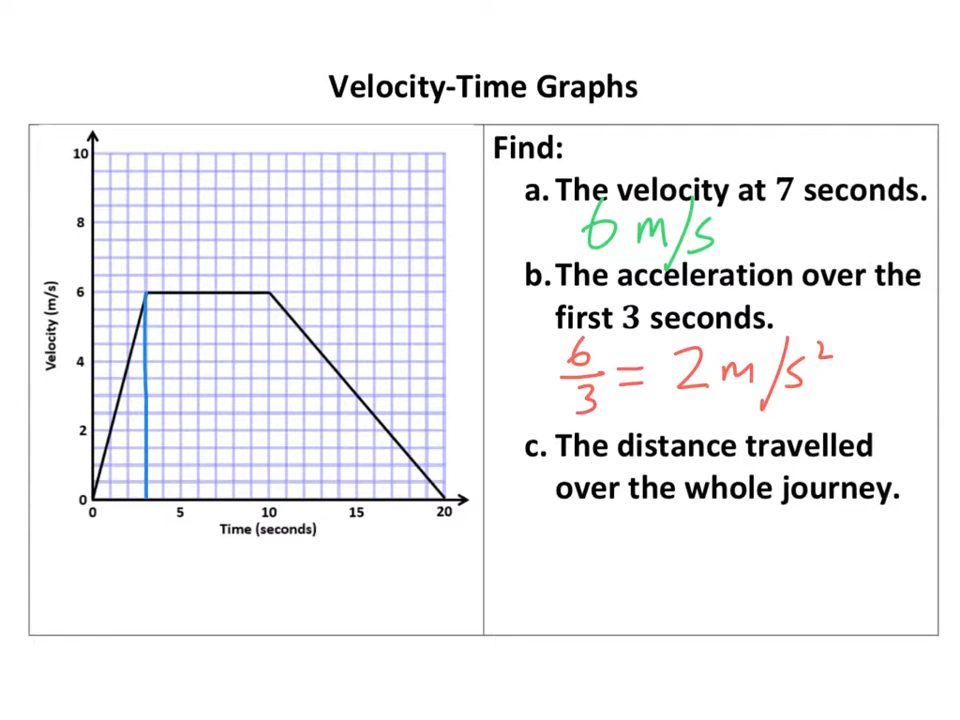 Velocity-Time Graphs
10
8
6
4
2
0
Velocity (m/s)
0 5 10 15 20
Time (seconds)
Find:
a. The velocity at 7 seconds.
6 m/s
b. The acceleration over the
first 3 seconds.
6/3 = 2 m/s²
c. The distance travelled
over the whole journey.